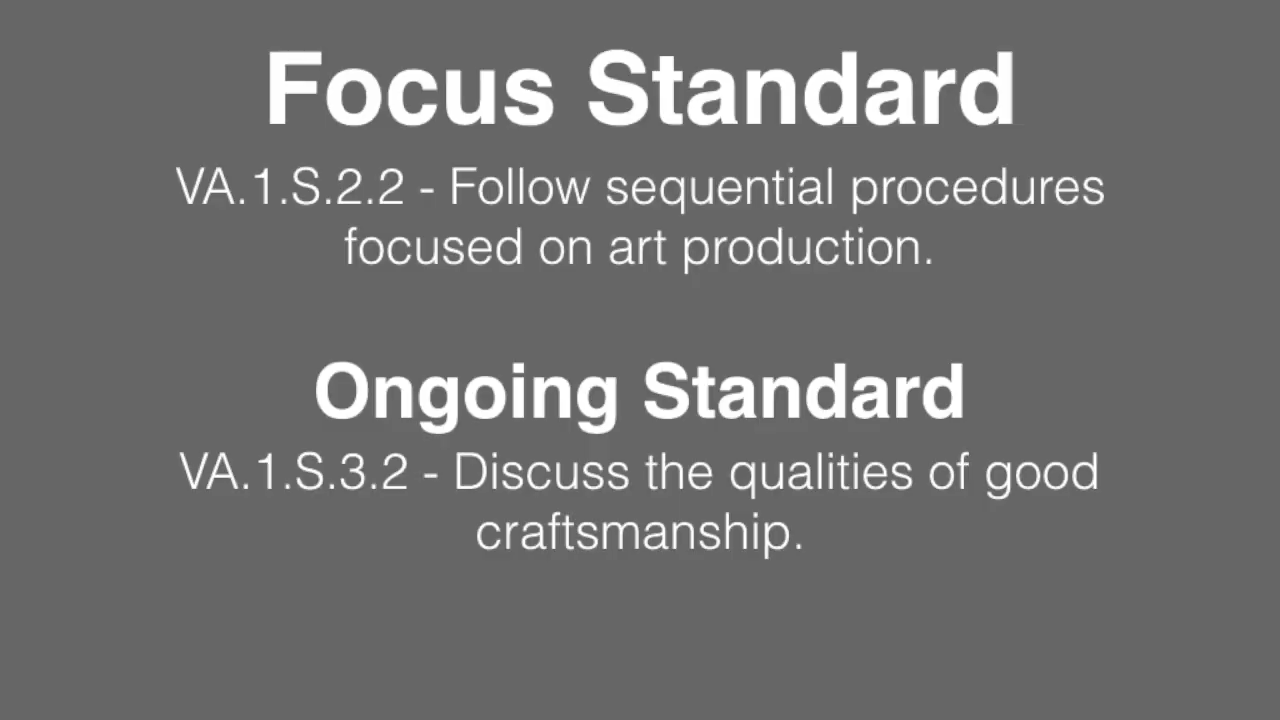 Focus Standard
VA.1.S.2.2 - Follow sequential procedures
focused on art production.
Ongoing Standard
VA.1.S.3.2 - Discuss the qualities of good
craftsmanship.